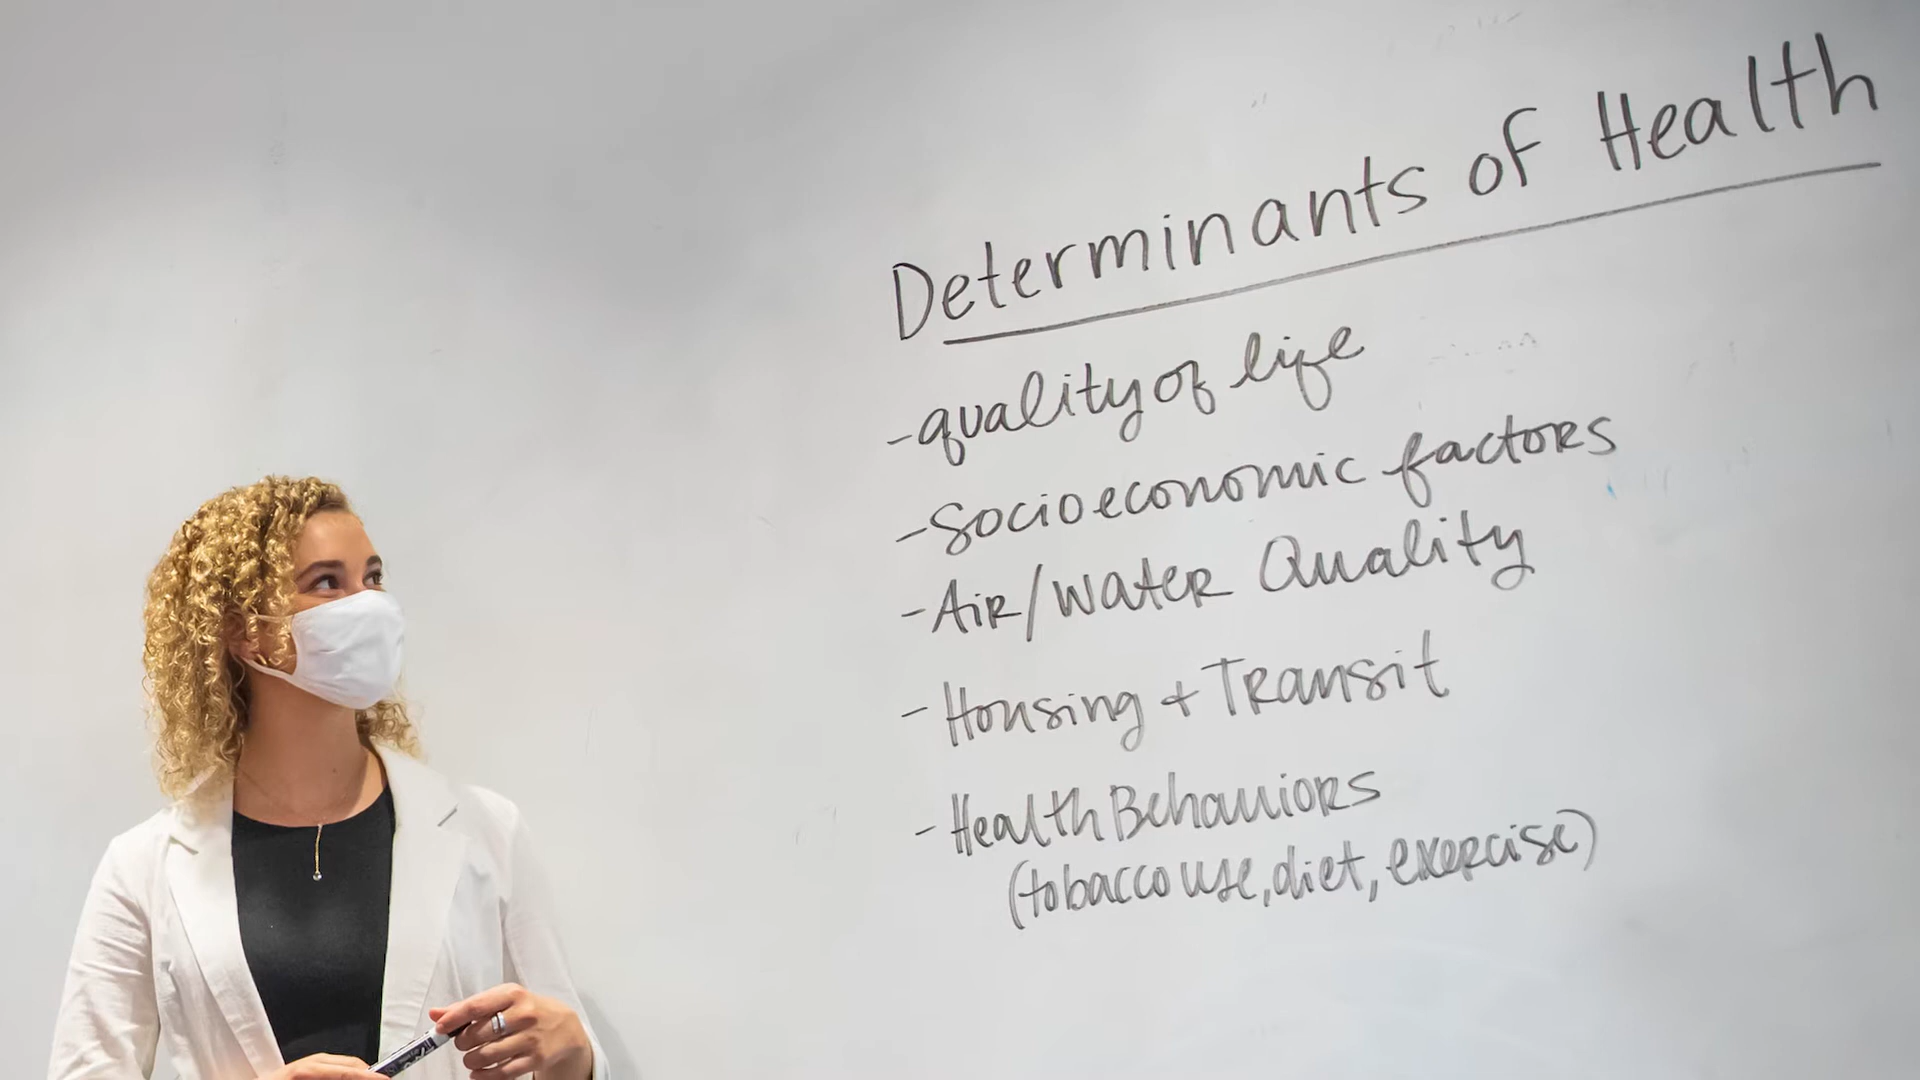 Determinants of Health
- quality of life
- Socioeconomic factors
- Air/Water Quality
- Housing + Transit
- Health Behaviors
(tobacco use, diet, exercise)